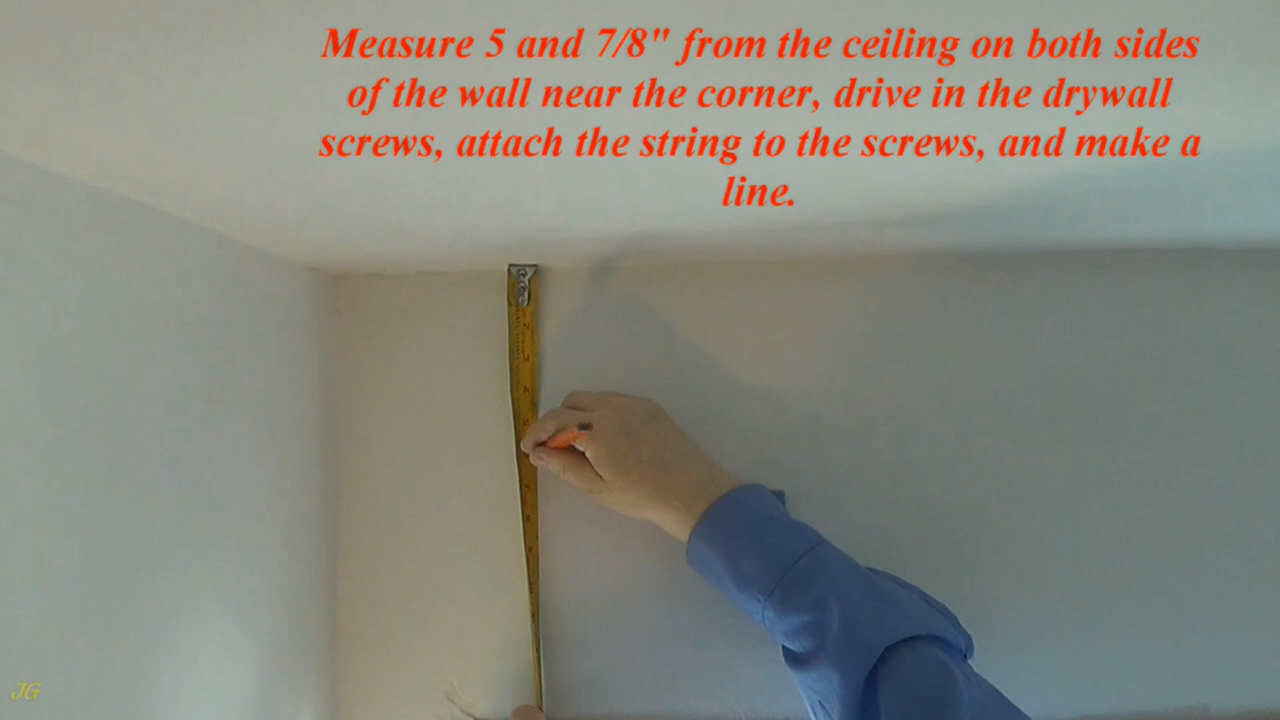 Measure 5 and 7/8" from the ceiling on both sides
of the wall near the corner, drive in the drywall
screws, attach the string to the screws, and make a
line.
JG